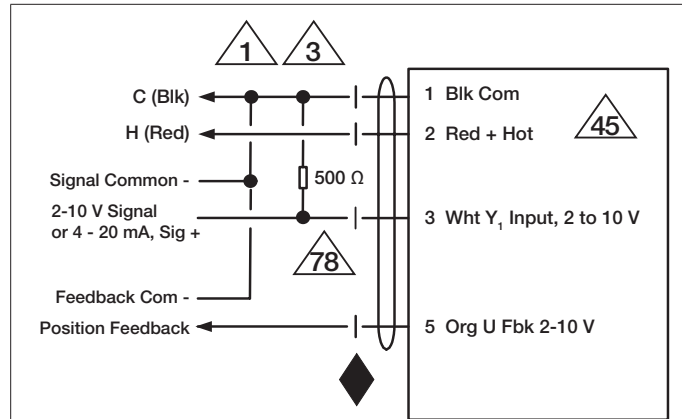 1 3
C (Blk) 1 Blk Com
H (Red) 2 Red + Hot 45
Signal Common - 500 Ω
2-10 V Signal
or 4 - 20 mA, Sig + 3 Wht Y₁ Input, 2 to 10 V
78
Feedback Com -
Position Feedback 5 Org U Fbk 2-10 V